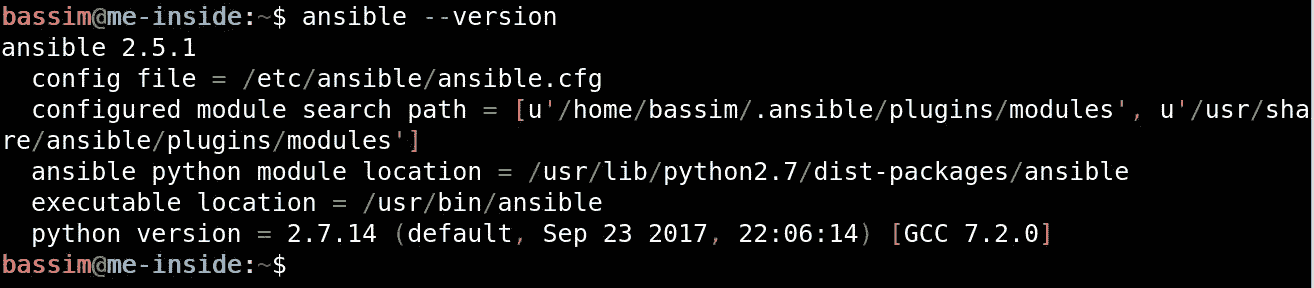 bassim@me-inside:~$ ansible --version
ansible 2.5.1
  config file = /etc/ansible/ansible.cfg
  configured module search path = [u'/home/bassim/.ansible/plugins/modules', u'/usr/sha
re/ansible/plugins/modules']
  ansible python module location = /usr/lib/python2.7/dist-packages/ansible
  executable location = /usr/bin/ansible
  python version = 2.7.14 (default, Sep 23 2017, 22:06:14) [GCC 7.2.0]
bassim@me-inside:~$